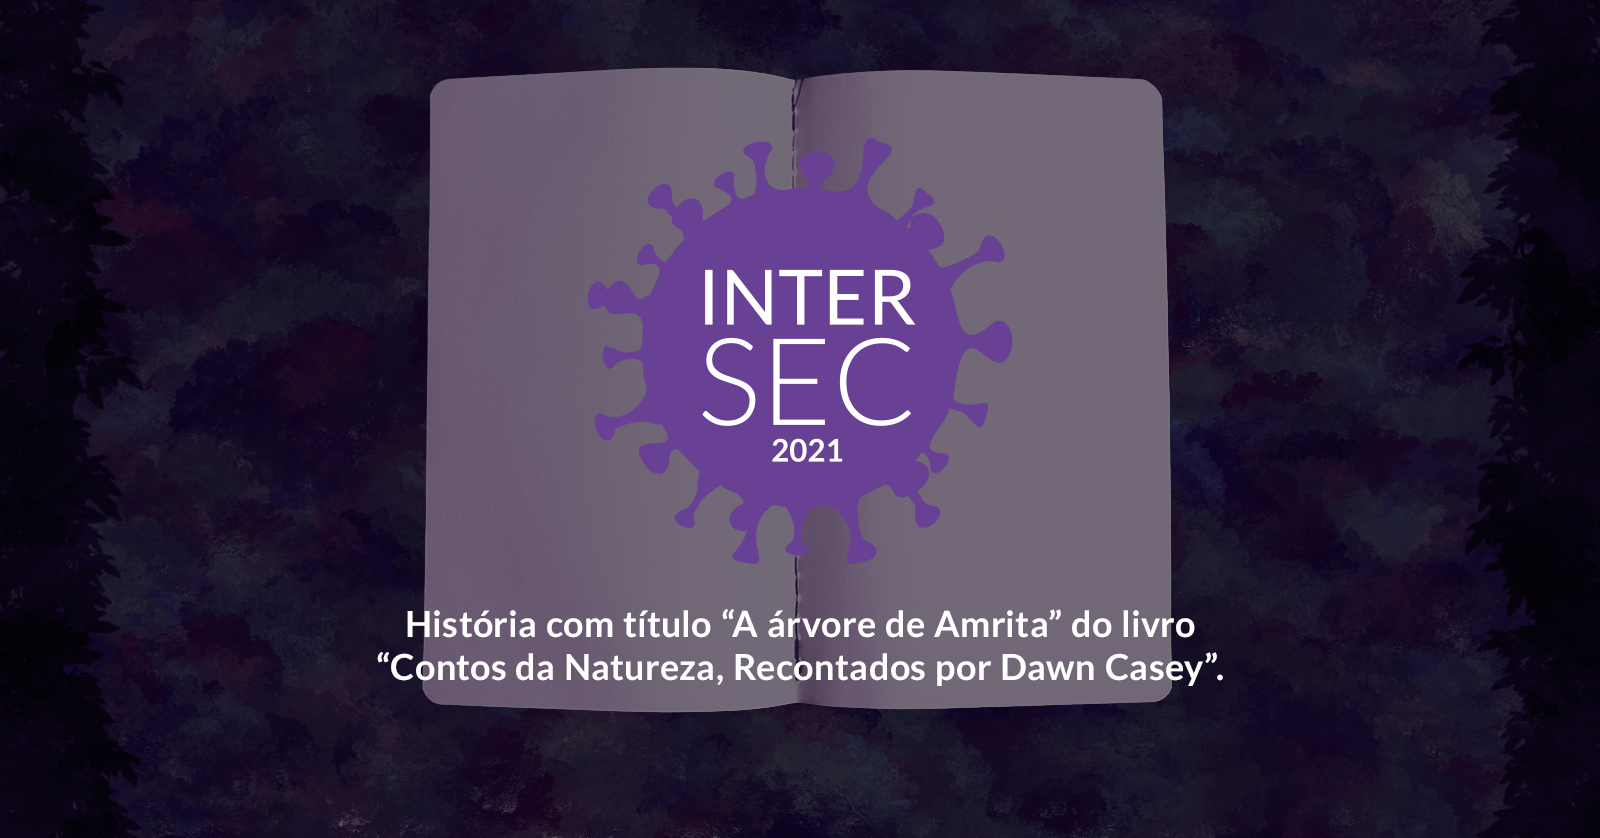 INTER
SEC
2021
História com título “A árvore de Amrita” do livro
“Contos da Natureza, Recontados por Dawn Casey”.